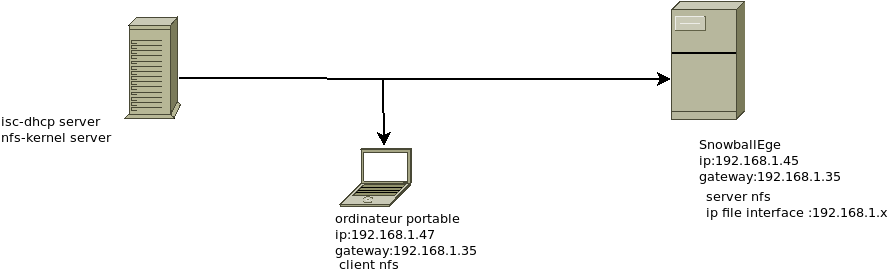 isc-dhcp server
nfs-kernel server
ordinateur portable
ip:192.168.1.47
gateway:192.168.1.35
client nfs
SnowballEge
ip:192.168.1.45
gateway:192.168.1.35
server nfs
ip file interface :192.168.1.x